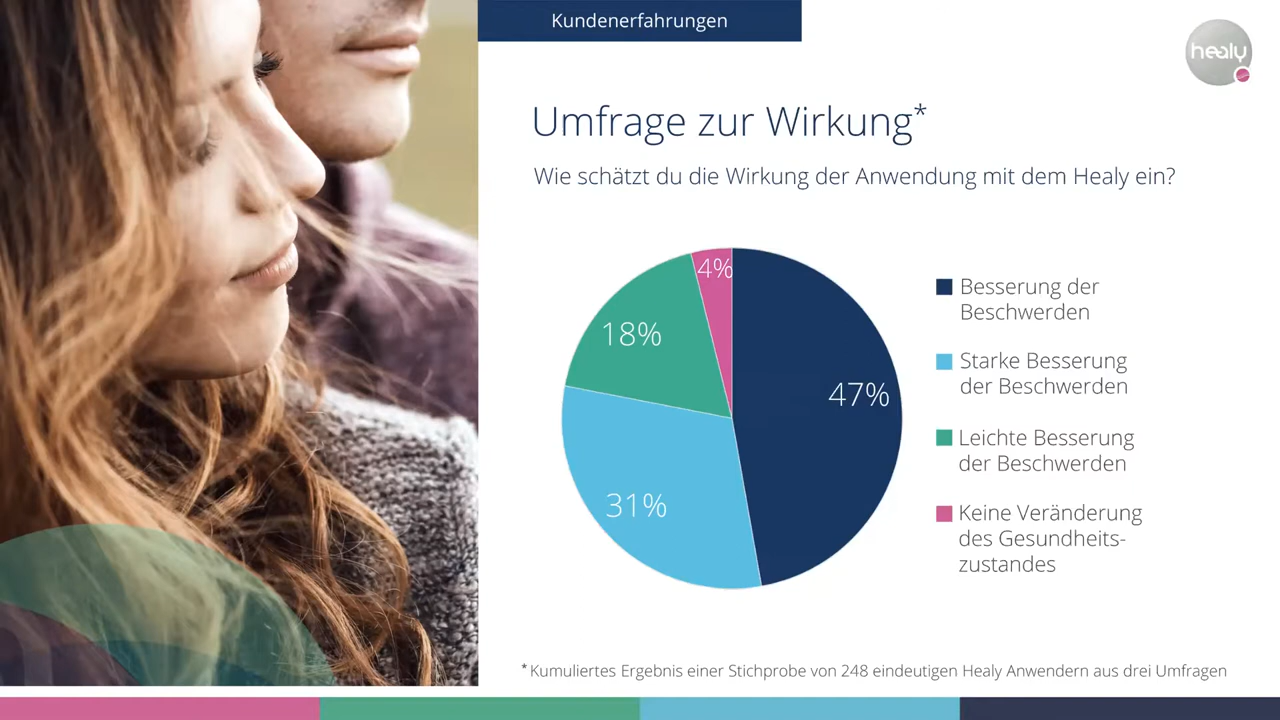 Kundenerfahrungen
healy
Umfrage zur Wirkung*
Wie schätzt du die Wirkung der Anwendung mit dem Healy ein?
4%
18%
47%
31%
Besserung der
Beschwerden
Starke Besserung
der Beschwerden
Leichte Besserung
der Beschwerden
Keine Veränderung
des Gesundheits-
zustandes
*Kumuliertes Ergebnis einer Stichprobe von 248 eindeutigen Healy Anwendern aus drei Umfragen